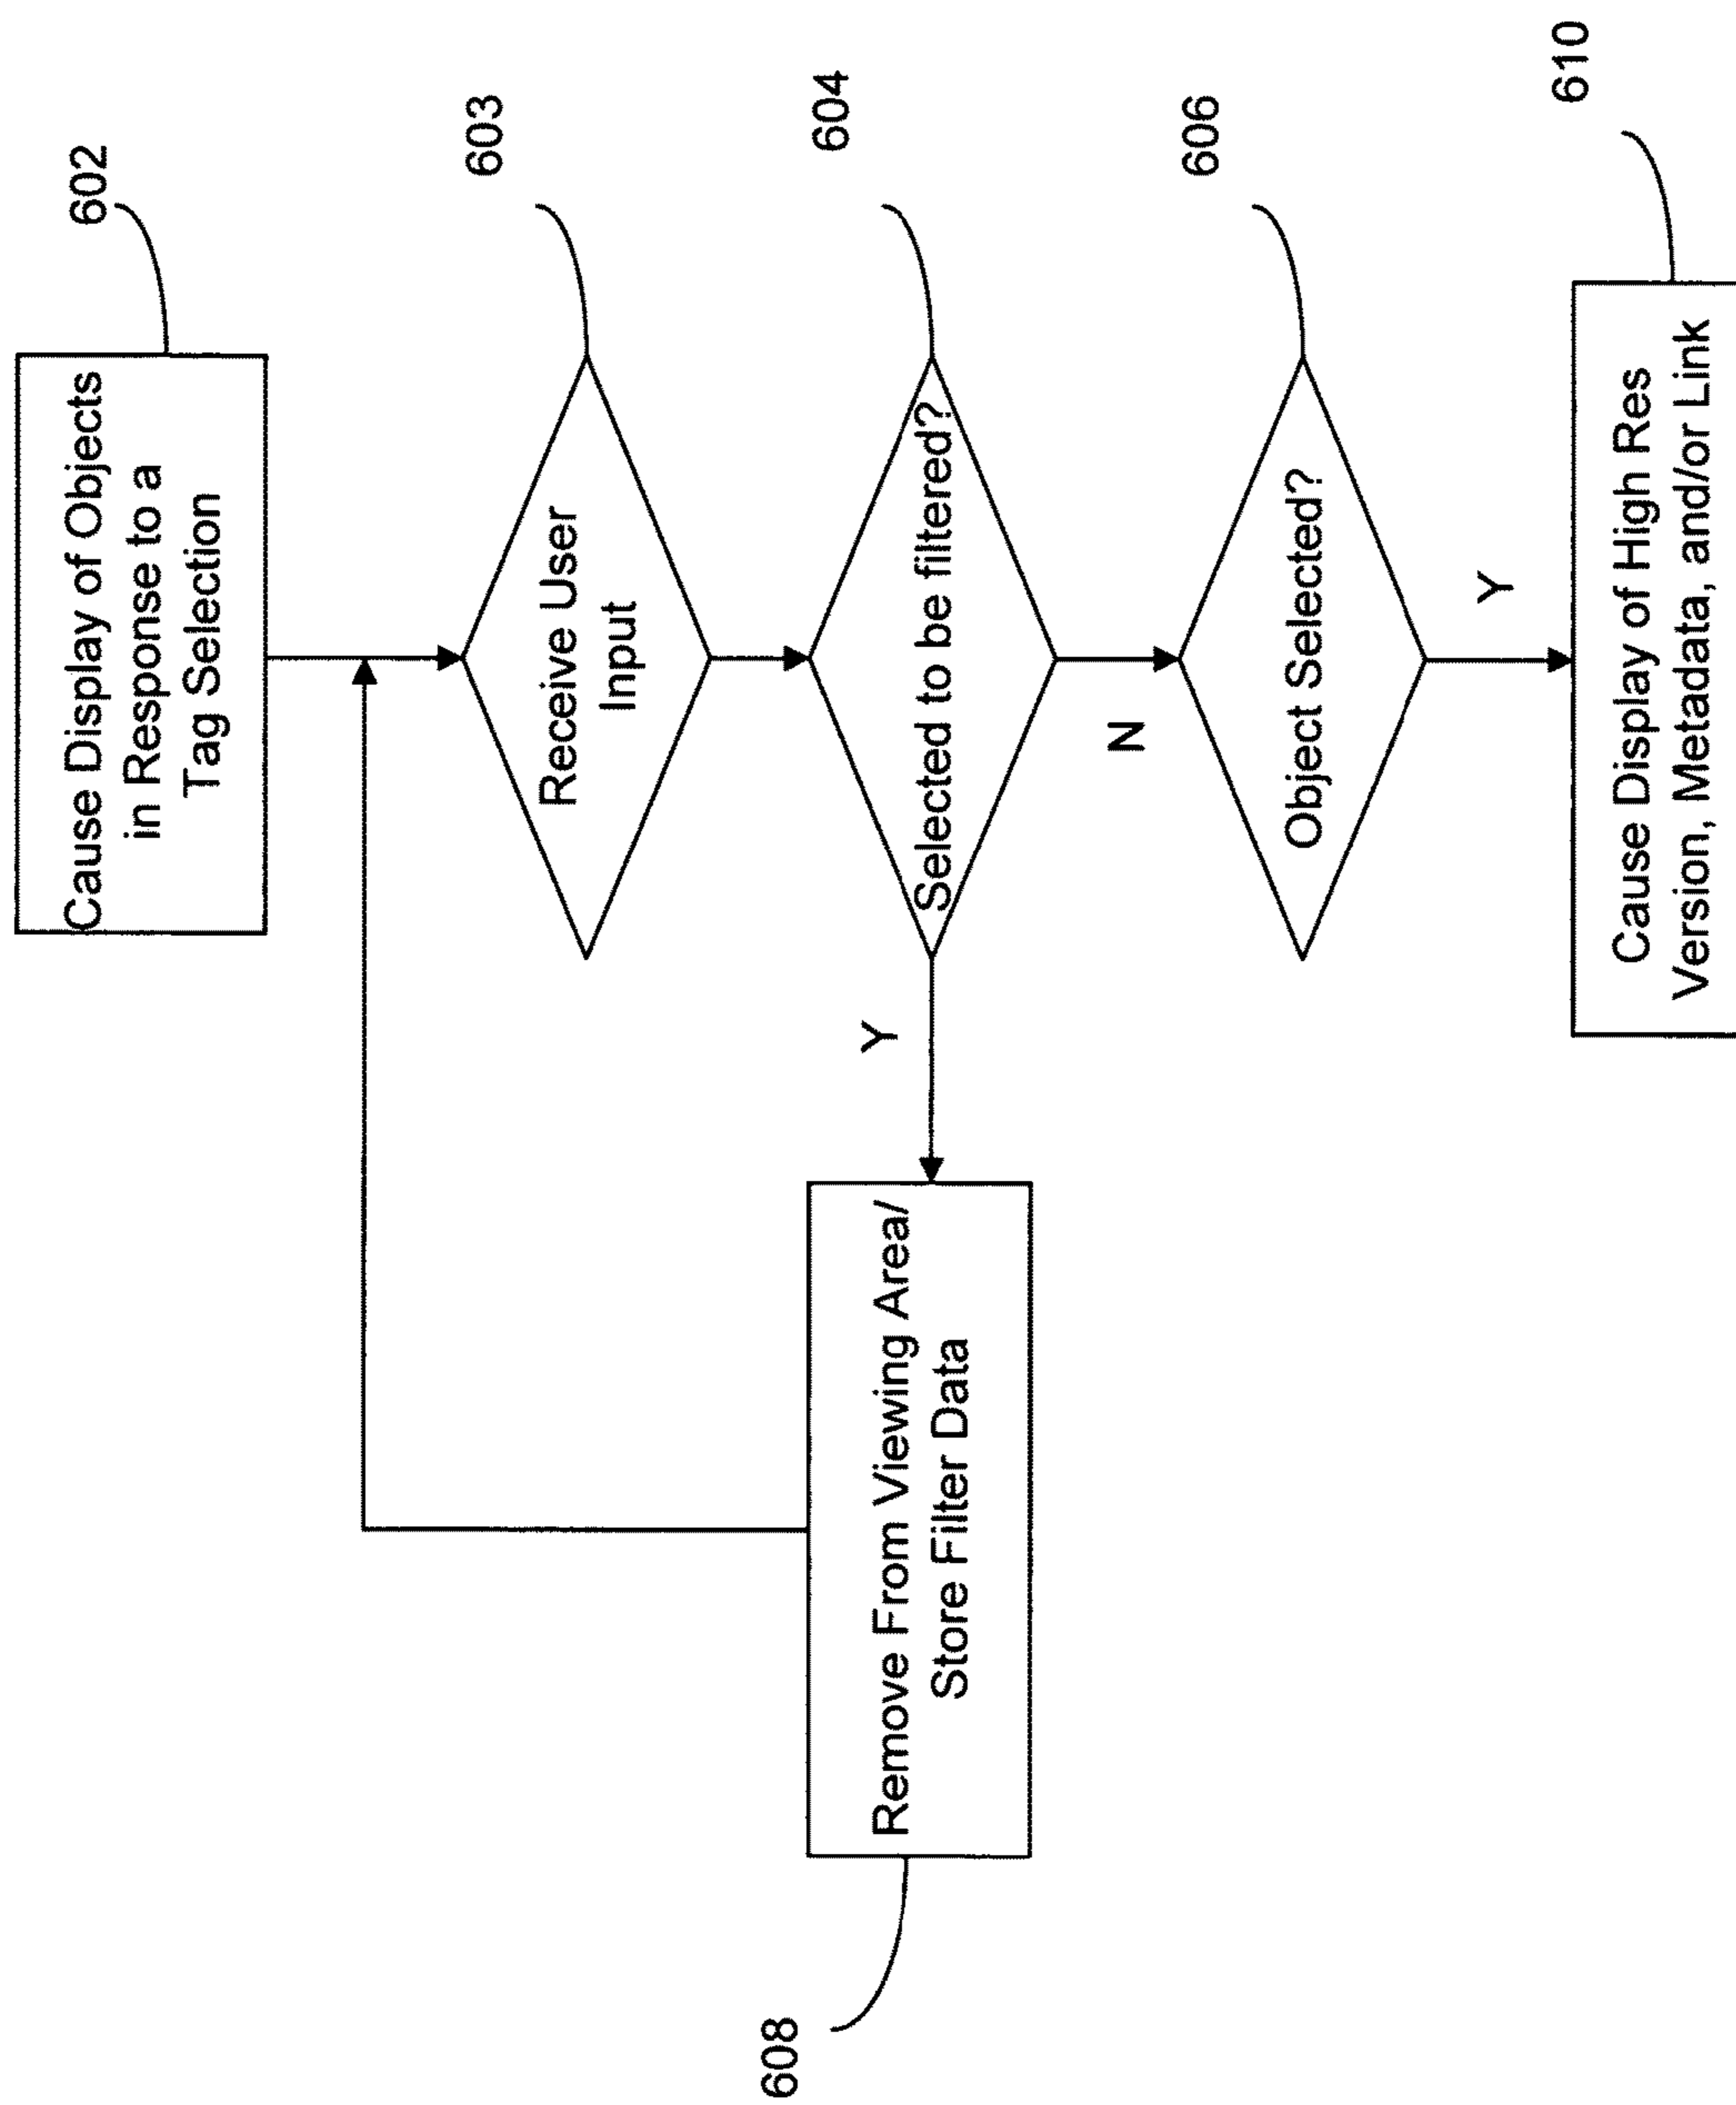 602
Cause Display of Objects
in Response to a
Tag Selection
603
Receive User
Input
604
Selected to be filtered?
Y
N
608
Remove From Viewing Area/
Store Filter Data
606
Object Selected?
Y
610
Cause Display of High Res
Version, Metadata, and/or Link